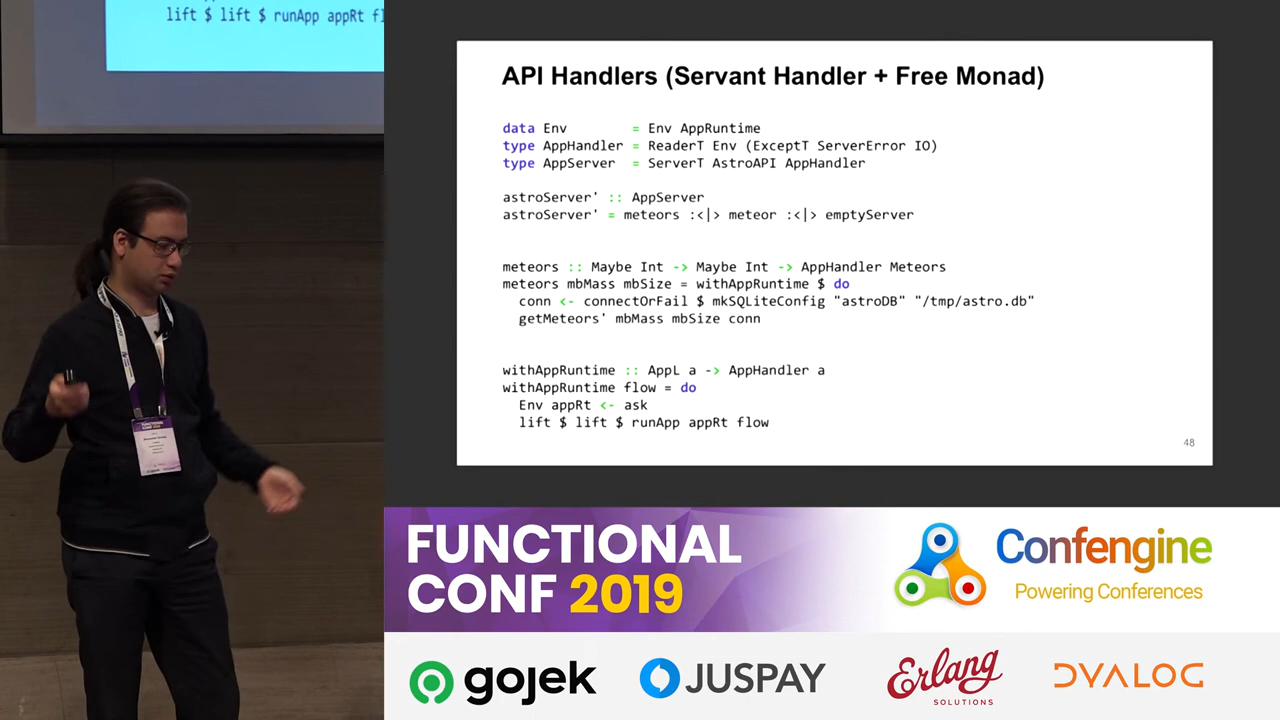 lift $ lift $ runApp appRt fl
API Handlers (Servant Handler + Free Monad)
data Env = Env AppRuntime
type AppHandler = ReaderT Env (ExceptT ServerError IO)
type AppServer = ServerT AstroAPI AppHandler
astroServer' :: AppServer
astroServer' = meteors :<|> meteor :<|> emptyServer
meteors :: Maybe Int -> Maybe Int -> AppHandler Meteors
meteors mbMass mbSize = withAppRuntime $ do
conn <- connectOrFail $ mkSQLiteConfig "astroDB" "/tmp/astro.db"
getMeteors' mbMass mbSize conn
withAppRuntime :: AppL a -> AppHandler a
withAppRuntime flow = do
Env appRt <- ask
lift $ lift $ runApp appRt flow
48
FUNCTIONAL
CONF 2019
FUNCTIONAL
CONF 2019
Confengine
Powering Conferences
gojek
JUSPAY
Erlang
SOLUTIONS
DYALOG